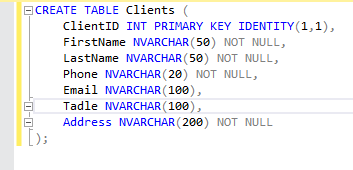 CREATE TABLE Clients (
ClientID INT PRIMARY KEY IDENTITY(1,1),
FirstName NVARCHAR(50) NOT NULL,
LastName NVARCHAR(50) NOT NULL,
Phone NVARCHAR(20) NOT NULL,
Email NVARCHAR(100),
Tadle NVARCHAR(100),
Address NVARCHAR(200) NOT NULL
);